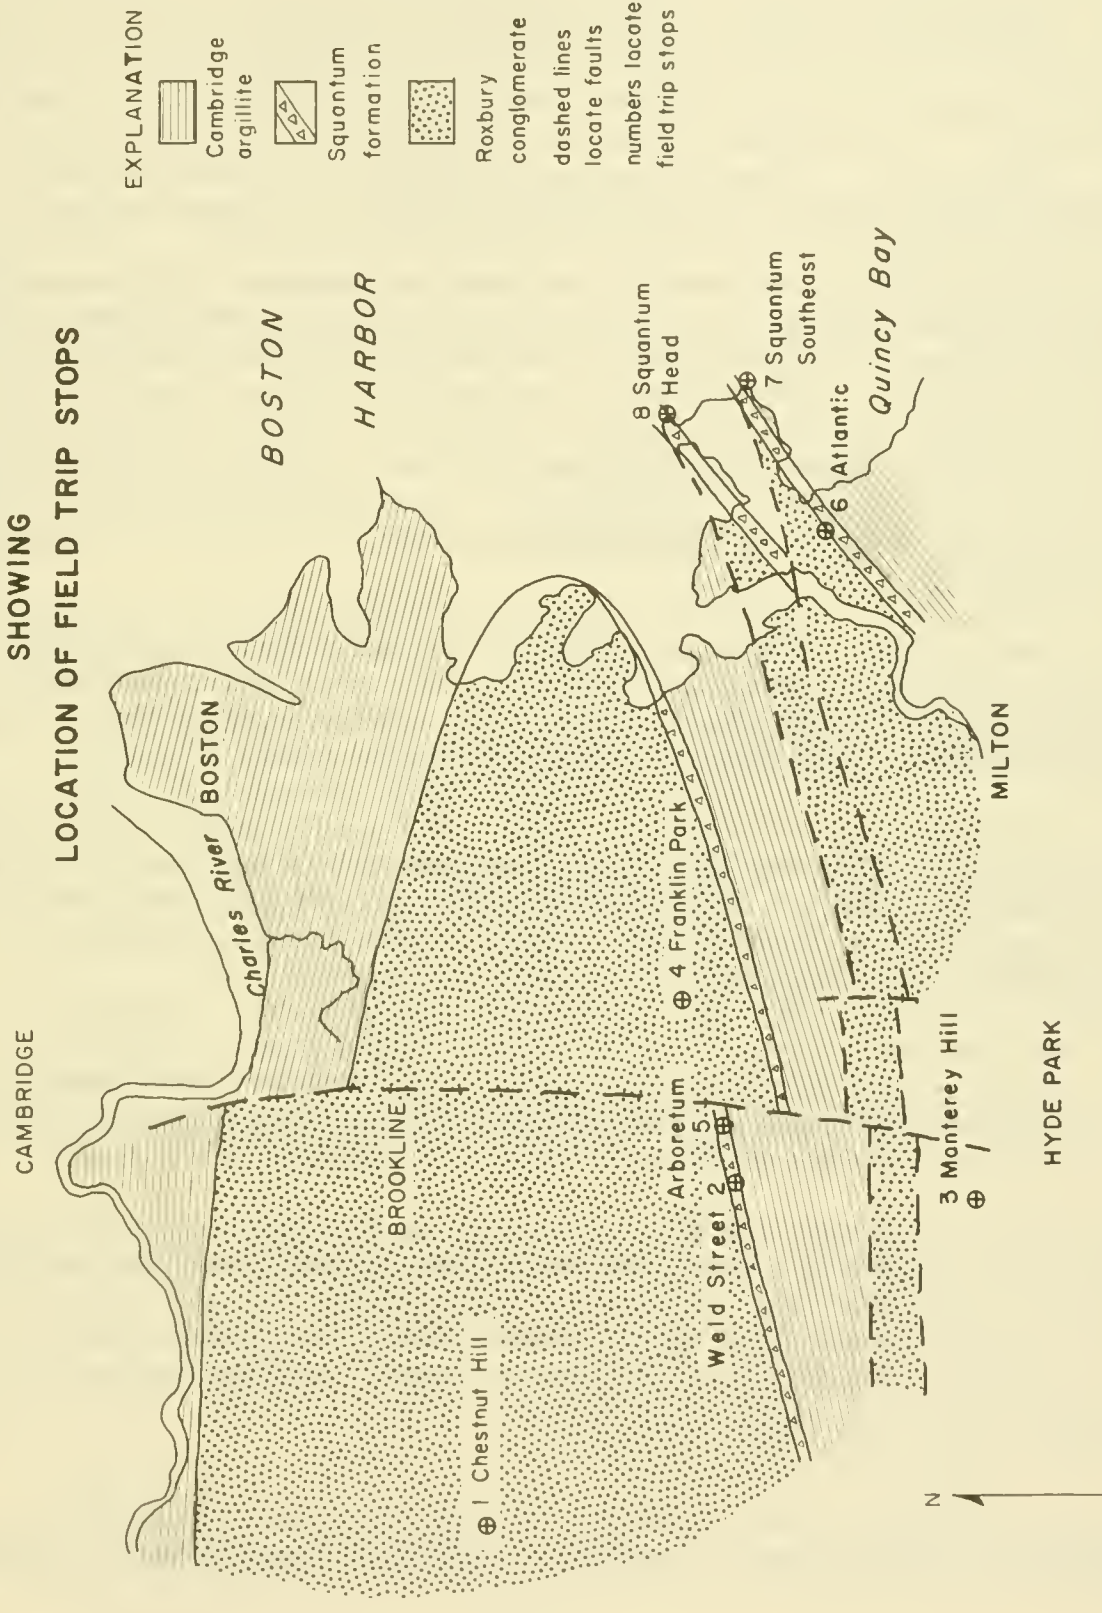 SHOWING
LOCATION OF FIELD TRIP STOPS
EXPLANATION
Cambridge
argillite
Squantum
formation
Roxbury
conglomerate
dashed lines
locate faults
numbers locate
field trip stops
CAMBRIDGE
Charles River
BOSTON
BOSTON
HARBOR
BROOKLINE
1 Chestnut Hill
Arboretum
5
Weld Street 2
4 Franklin Park
8 Squantum
Head
7 Squantum
Southeast
6 Atlantic
Quincy Bay
MILTON
3 Monterey Hill
HYDE PARK
N